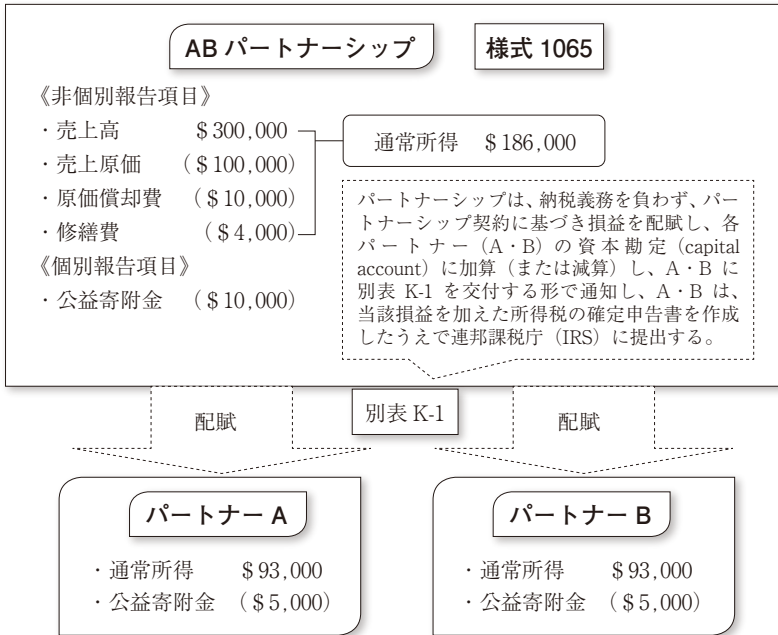 AB パートナーシップ 様式 1065
《非個別報告項目》
・売上高 ＄300,000
・売上原価 （＄100,000）
・原価償却費 （＄10,000）
・修繕費 （＄4,000）
《個別報告項目》
・公益寄附金 （＄10,000）
通常所得 ＄186,000
パートナーシップは、納税義務を負わず、パー
トナーシップ契約に基づき損益を配賦し、各
パートナー（A・B）の資本勘定（capital
account）に加算（または減算）し、A・B に
別表 K-1 を交付する形で通知し、A・B は、
当該損益を加えた所得税の確定申告書を作成
したうえで連邦課税庁（IRS）に提出する。
配賦 別表 K-1 配賦
パートナー A
・通常所得 ＄93,000
・公益寄附金 （＄5,000）
パートナー B
・通常所得 ＄93,000
・公益寄附金 （＄5,000）